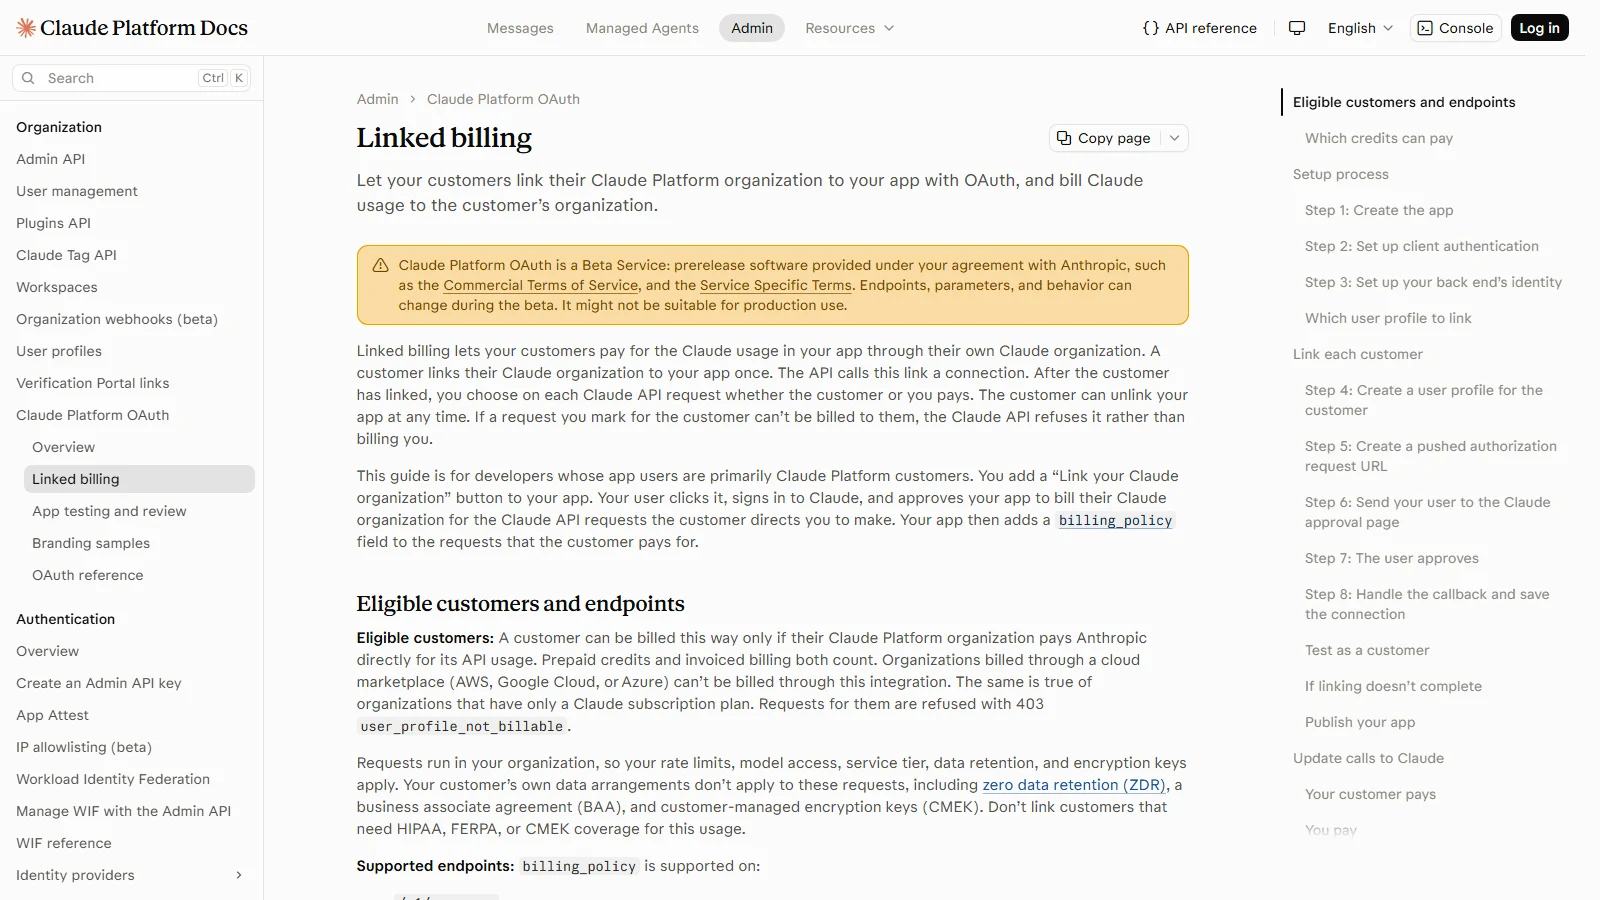 Claude Platform Docs
Messages
Managed Agents
Admin
Resources
API reference
English
Console
Log in
Search
Ctrl K
Organization
Admin API
User management
Plugins API
Claude Tag API
Workspaces
Organization webhooks (beta)
User profiles
Verification Portal links
Claude Platform OAuth
Overview
Linked billing
App testing and review
Branding samples
OAuth reference
Authentication
Overview
Create an Admin API key
App Attest
IP allowlisting (beta)
Workload Identity Federation
Manage WIF with the Admin API
WIF reference
Identity providers
Admin > Claude Platform OAuth
Linked billing
Copy page
Let your customers link their Claude Platform organization to your app with OAuth, and bill Claude
usage to the customer’s organization.
Claude Platform OAuth is a Beta Service: prerelease software provided under your agreement with Anthropic, such
as the Commercial Terms of Service, and the Service Specific Terms. Endpoints, parameters, and behavior can
change during the beta. It might not be suitable for production use.
Linked billing lets your customers pay for the Claude usage in your app through their own Claude organization. A
customer links their Claude organization to your app once. The API calls this link a connection. After the customer
has linked, you choose on each Claude API request whether the customer or you pays. The customer can unlink your
app at any time. If a request you mark for the customer can’t be billed to them, the Claude API refuses it rather than
billing you.
This guide is for developers whose app users are primarily Claude Platform customers. You add a “Link your Claude
organization” button to your app. Your user clicks it, signs in to Claude, and approves your app to bill their Claude
organization for the Claude API requests the customer directs you to make. Your app then adds a billing_policy
field to the requests that the customer pays for.
Eligible customers and endpoints
Eligible customers: A customer can be billed this way only if their Claude Platform organization pays Anthropic
directly for its API usage. Prepaid credits and invoiced billing both count. Organizations billed through a cloud
marketplace (AWS, Google Cloud, or Azure) can’t be billed through this integration. The same is true of
organizations that have only a Claude subscription plan. Requests for them are refused with 403
user_profile_not_billable.
Requests run in your organization, so your rate limits, model access, service tier, data retention, and encryption keys
apply. Your customer’s own data arrangements don’t apply to these requests, including zero data retention (ZDR), a
business associate agreement (BAA), and customer-managed encryption keys (CMEK). Don’t link customers that
need HIPAA, FERPA, or CMEK coverage for this usage.
Supported endpoints: billing_policy is supported on:
Eligible customers and endpoints
Which credits can pay
Setup process
Step 1: Create the app
Step 2: Set up client authentication
Step 3: Set up your back end’s identity
Which user profile to link
Link each customer
Step 4: Create a user profile for the
customer
Step 5: Create a pushed authorization
request URL
Step 6: Send your user to the Claude
approval page
Step 7: The user approves
Step 8: Handle the callback and save
the connection
Test as a customer
If linking doesn’t complete
Publish your app
Update calls to Claude
Your customer pays
You pay